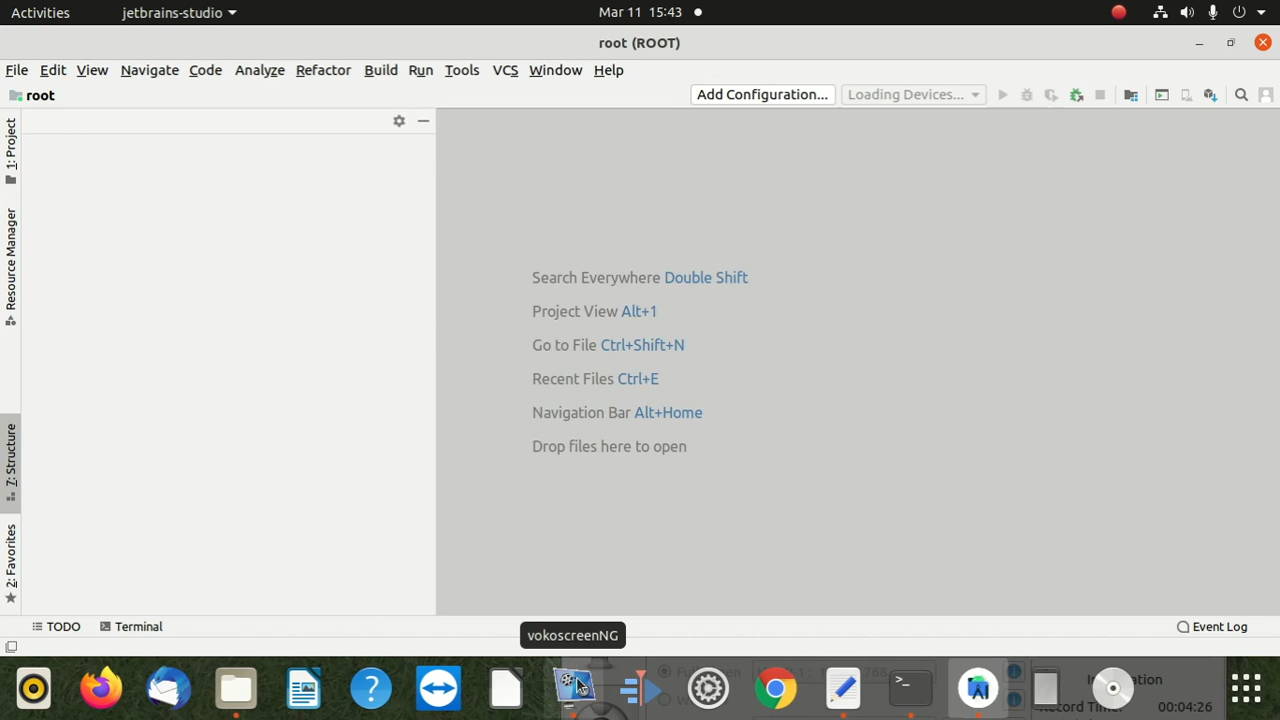 Activities jetbrains-studio Mar 11 15:43
root (ROOT)
File Edit View Navigate Code Analyze Refactor Build Run Tools VCS Window Help
root Add Configuration... Loading Devices...
1: Project
Resource Manager
7: Structure
2: Favorites
Search Everywhere Double Shift
Project View Alt+1
Go to File Ctrl+Shift+N
Recent Files Ctrl+E
Navigation Bar Alt+Home
Drop files here to open
TODO Terminal Event Log
vokoscreenNG
Record Time: 00:04:26